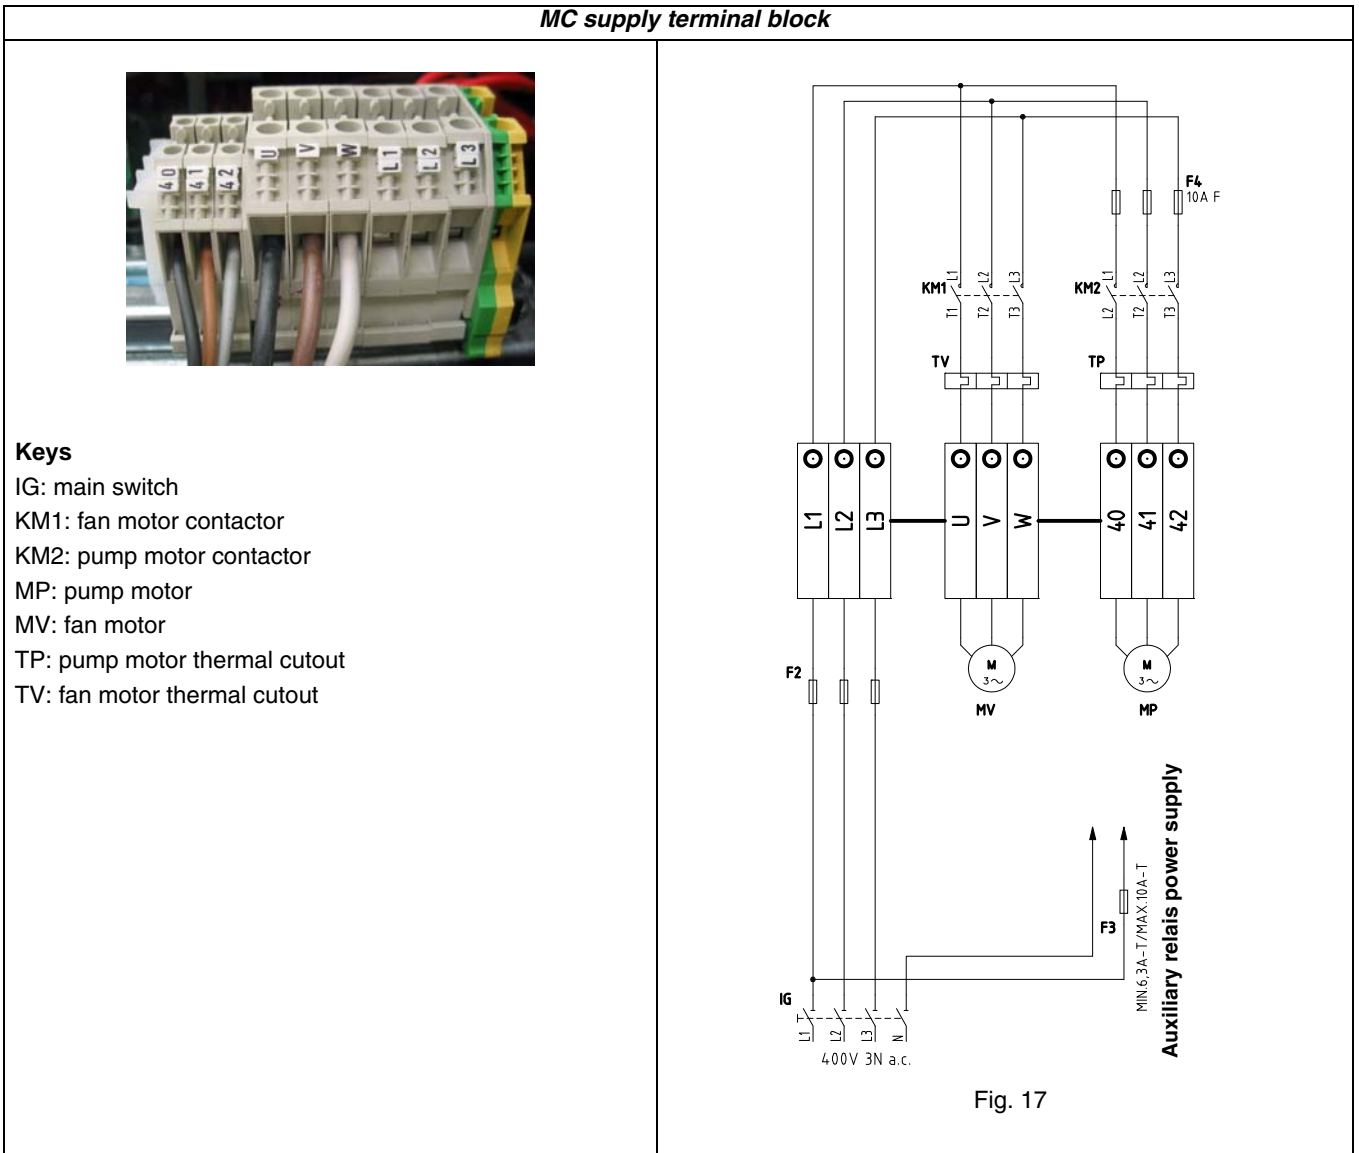 MC supply terminal block
40 41 42 U V W L1 L2 L3
Keys
IG: main switch
KM1: fan motor contactor
KM2: pump motor contactor
MP: pump motor
MV: fan motor
TP: pump motor thermal cutout
TV: fan motor thermal cutout
F4
10A F
KM1 L1 L2 L3
T1 T2 T3
KM2 L1 L2 L3
L2 T2 T3
TV
TP
L1 L2 L3 U V W 40 41 42
F2
M
3~
MV
M
3~
MP
F3
MIN.6,3A-T/MAX.10A-T
Auxiliary relais power supply
IG
L1 L2 L3 N
400V 3N a.c.
Fig. 17